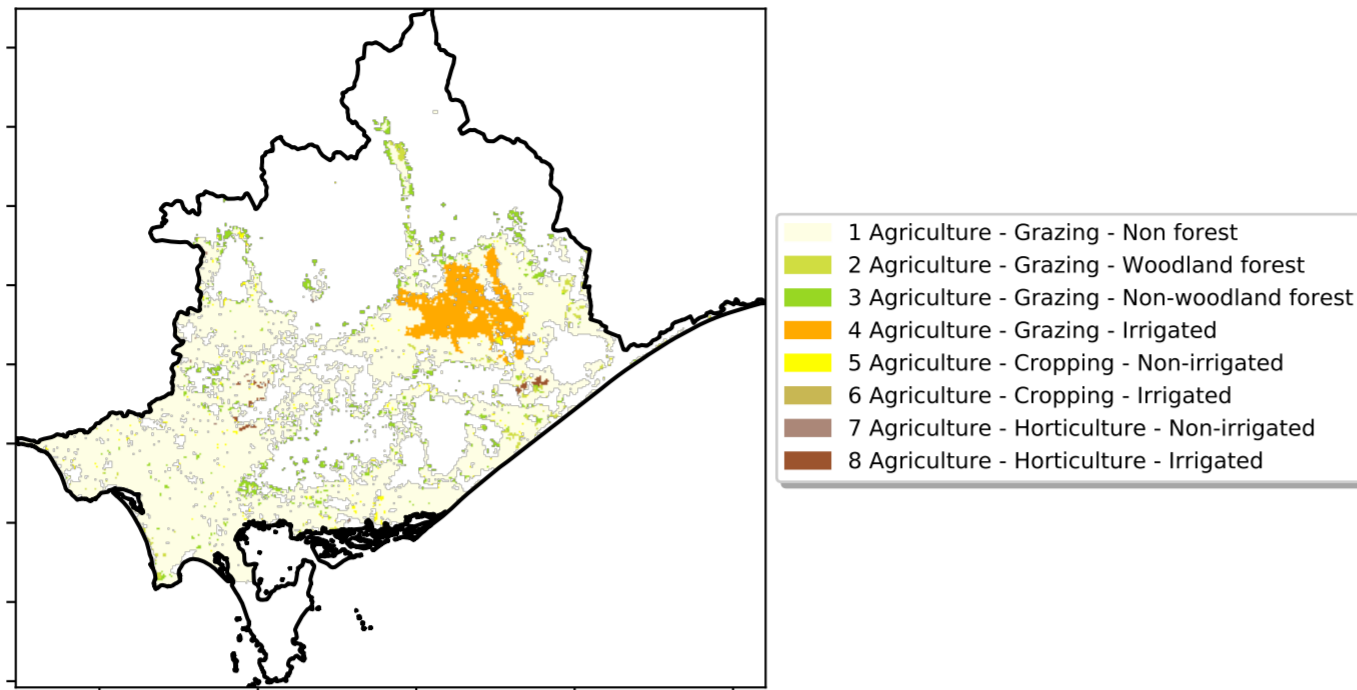 1 Agriculture - Grazing - Non forest
2 Agriculture - Grazing - Woodland forest
3 Agriculture - Grazing - Non-woodland forest
4 Agriculture - Grazing - Irrigated
5 Agriculture - Cropping - Non-irrigated
6 Agriculture - Cropping - Irrigated
7 Agriculture - Horticulture - Non-irrigated
8 Agriculture - Horticulture - Irrigated